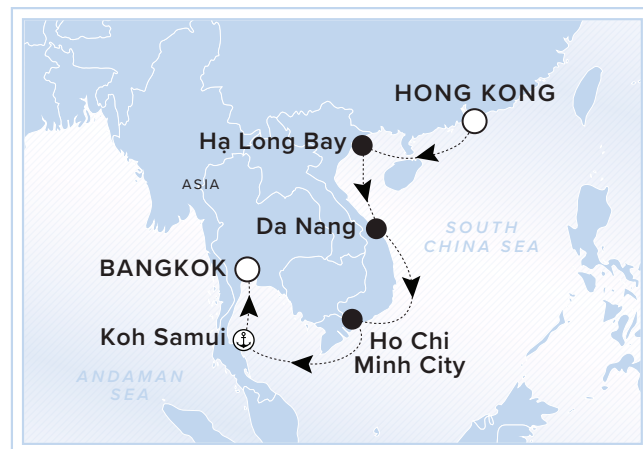 HONG KONG
Hạ Long Bay
ASIA
Da Nang
SOUTH
CHINA SEA
BANGKOK
Koh Samui
Ho Chi
Minh City
ANDAMAN
SEA